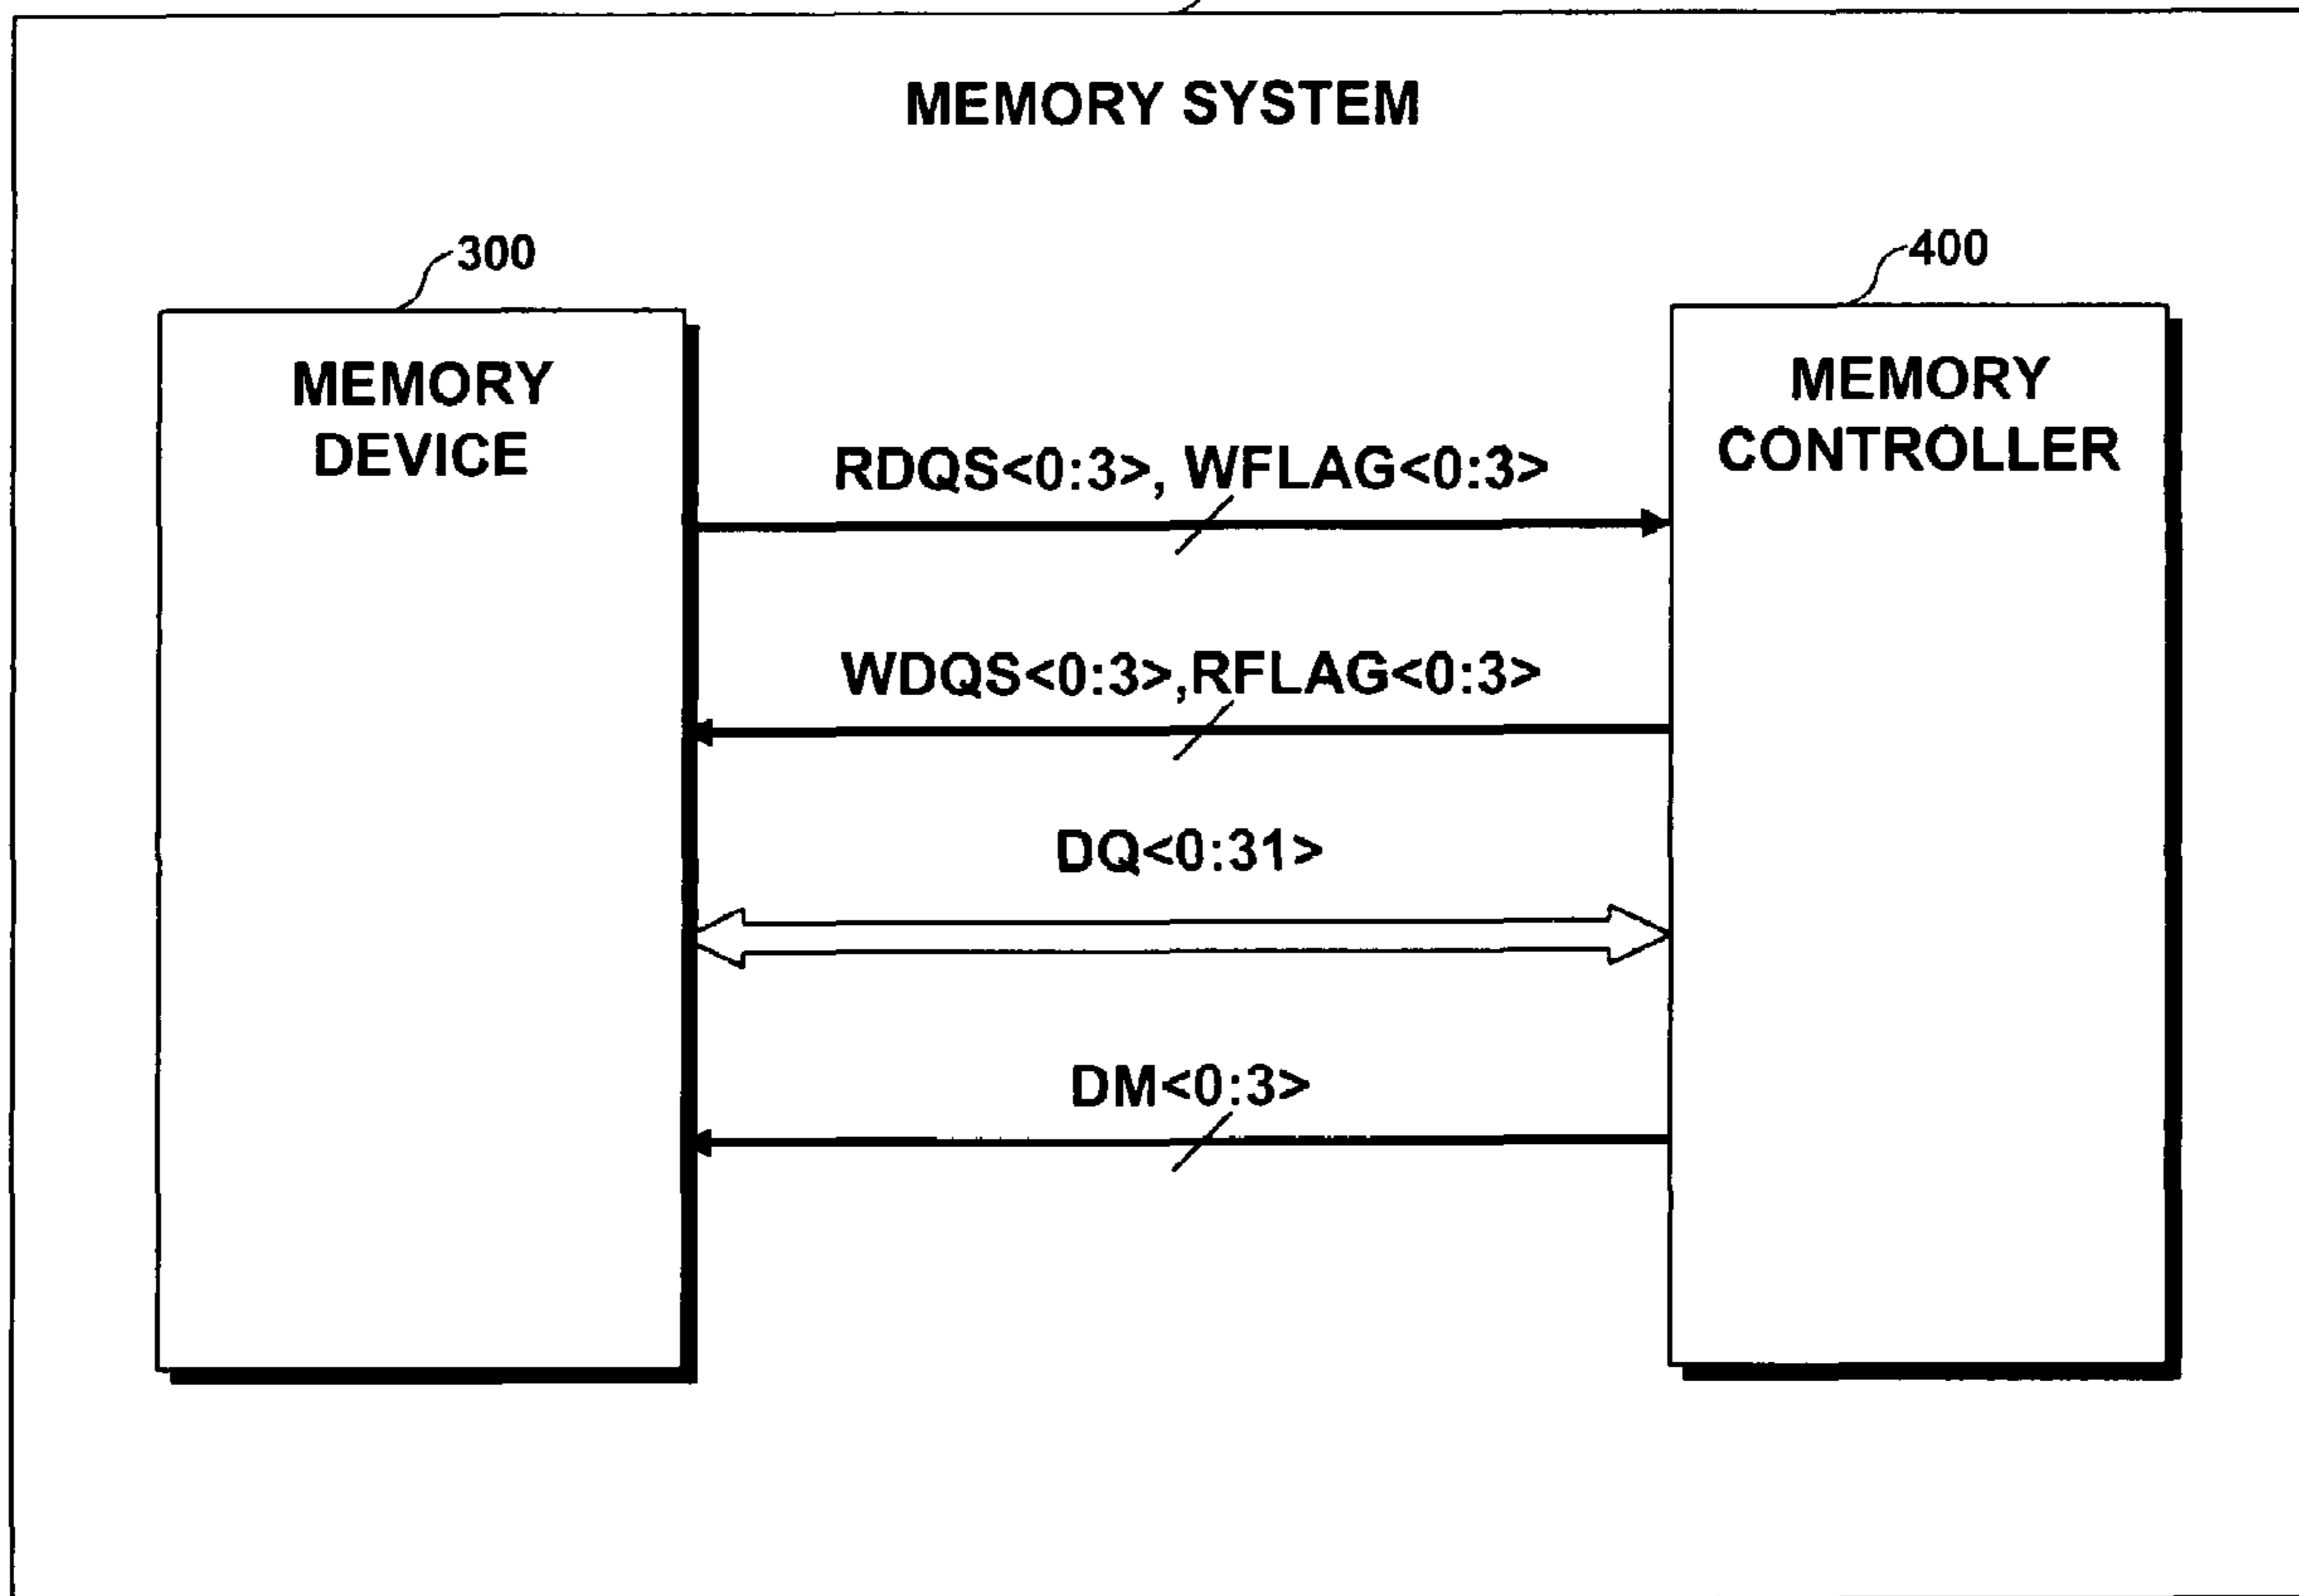 MEMORY SYSTEM
300
400
MEMORY
DEVICE
MEMORY
CONTROLLER
RDQS<0:3>, WFLAG<0:3>
WDQS<0:3>,RFLAG<0:3>
DQ<0:31>
DM<0:3>